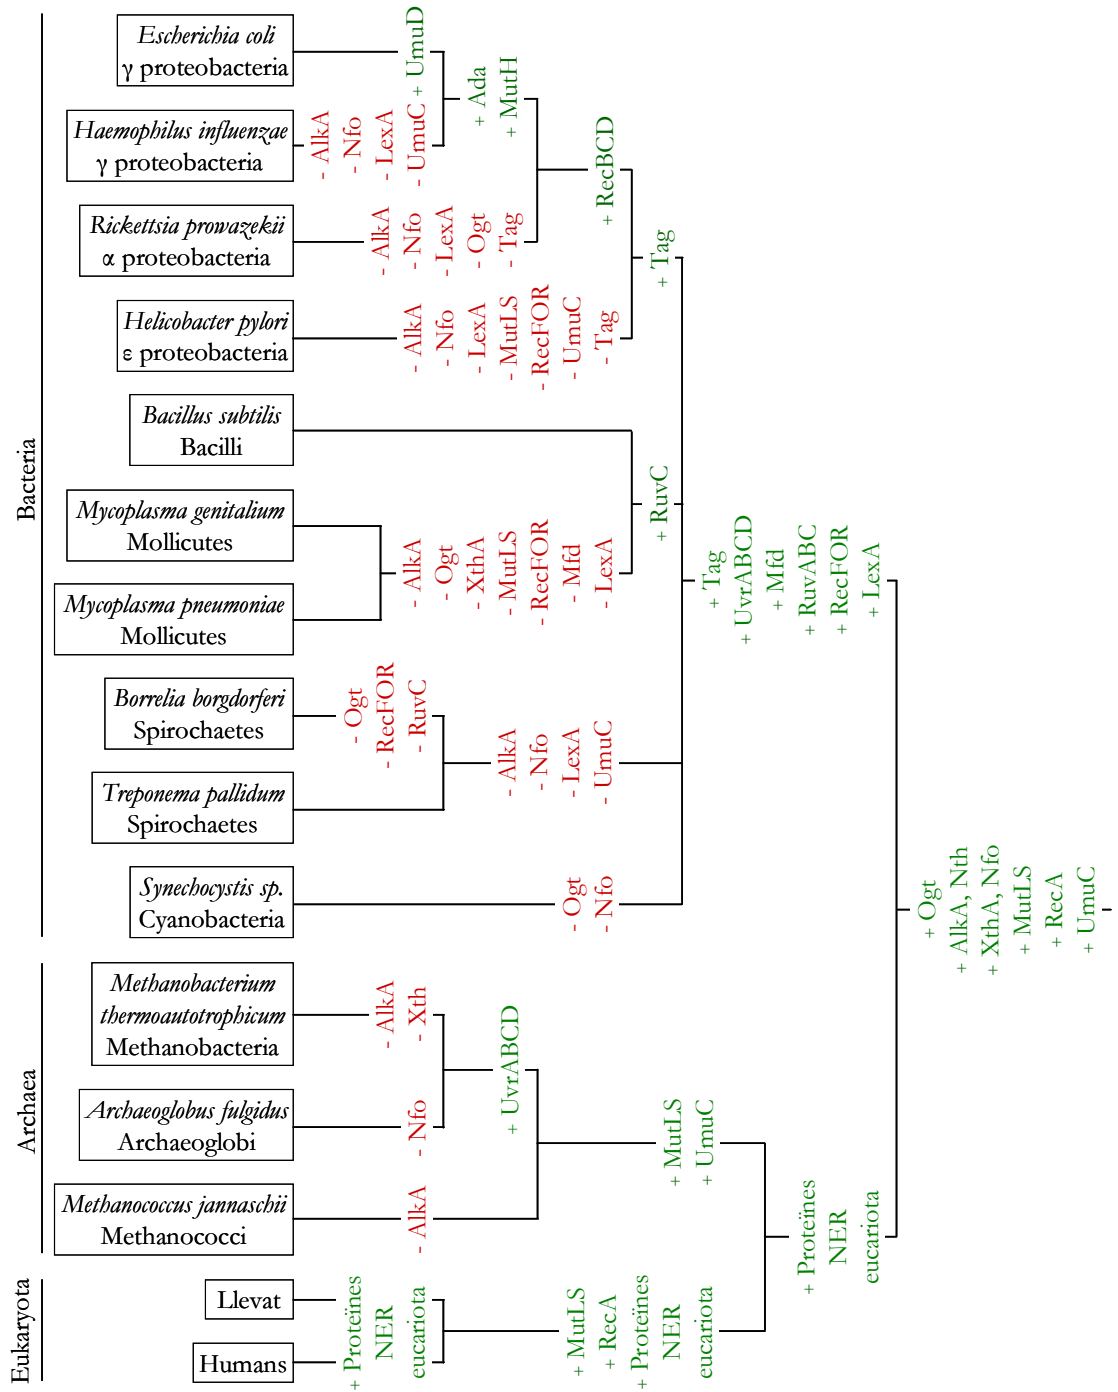 Bacteria
Escherichia coli
γ proteobacteria
+ UmuD
Haemophilus influenzae
γ proteobacteria
- AlkA
- Nfo
- LexA
- UmuC
+ Ada
+ MutH
Rickettsia prowazekii
α proteobacteria
- AlkA
- Nfo
- LexA
- Ogt
- Tag
+ RecBCD
Helicobacter pylori
ε proteobacteria
- AlkA
- Nfo
- LexA
- MutLS
- RecFOR
- UmuC
- Tag
+ Tag
Bacillus subtilis
Bacilli
Mycoplasma genitalium
Mollicutes
Mycoplasma pneumoniae
Mollicutes
- AlkA
- Ogt
- XthA
- MutLS
- RecFOR
- Mfd
- LexA
+ RuvC
+ Tag
+ UvrABCD
+ Mfd
+ RuvABC
+ RecFOR
+ LexA
Borrelia borgdorferi
Spirochaetes
- Ogt
- RecFOR
- RuvC
Treponema pallidum
Spirochaetes
- AlkA
- Nfo
- LexA
- UmuC
Synechocystis sp.
Cyanobacteria
- Ogt
- Nfo
+ Ogt
+ AlkA, Nth
+ XthA, Nfo
+ MutLS
+ RecA
+ UmuC
Archaea
Methanobacterium
thermoautotrophicum
Methanobacteria
- AlkA
- Xth
Archaeoglobus fulgidus
Archaeoglobi
- Nfo
+ UvrABCD
Methanococcus jannaschii
Methanococci
- AlkA
+ MutLS
+ UmuC
+ Proteïnes
NER
eucariota
Eukaryota
Llevat
Humans
+ Proteïnes
NER
eucariota
+ MutLS
+ RecA
+ Proteïnes
NER
eucariota